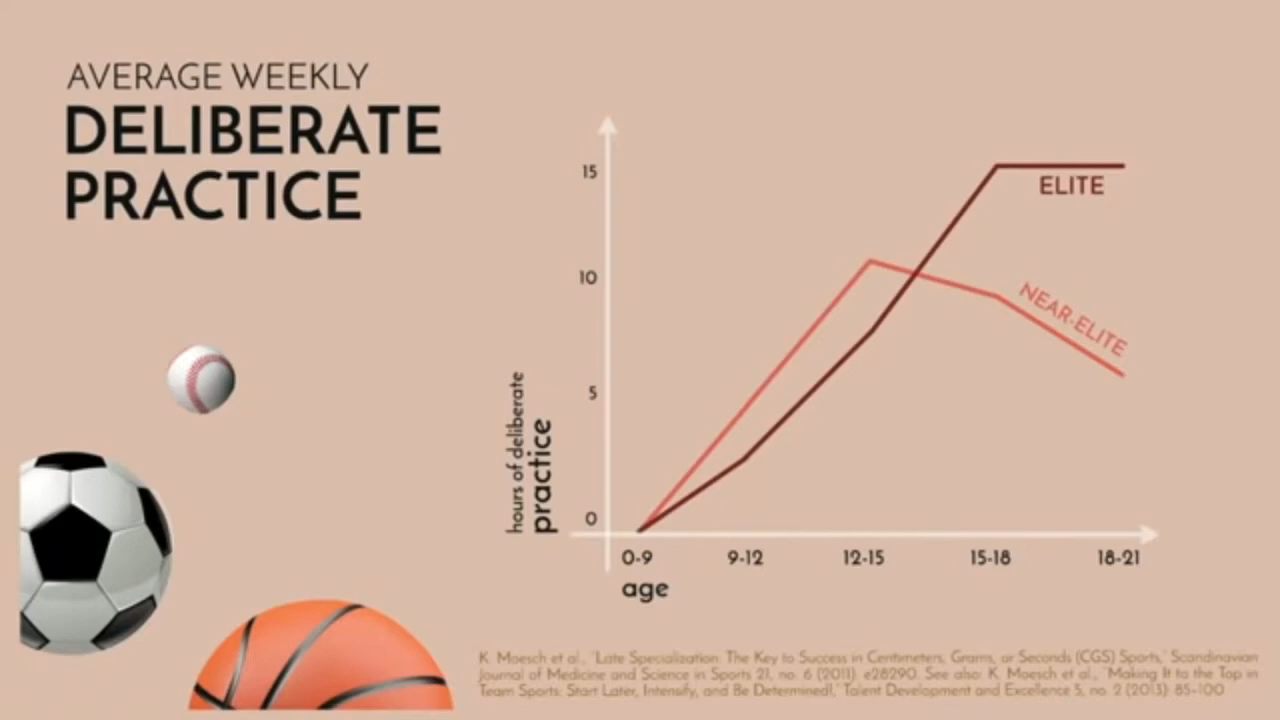 AVERAGE WEEKLY
DELIBERATE
PRACTICE
15
10
5
0
hours of deliberate
practice
ELITE
NEAR-ELITE
0-9 9-12 12-15 15-18 18-21
age
K. Moesch et al., "Late Specialization: The Key to Success in Centimeters, Grams, or Seconds (CGS) Sports," Scandinavian
Journal of Medicine and Science in Sports 21, no. 6 (2011): e28290. See also: K. Moesch et al., "Making It to the Top in
Team Sports: Start Later, Intensify, and Be Determined!," Talent Development and Excellence 5, no. 2 (2013): 85-100